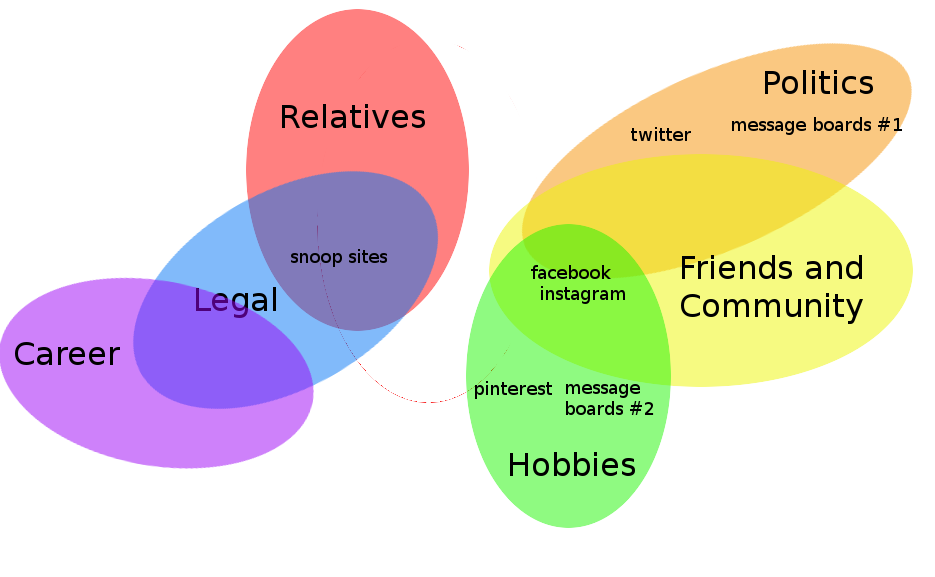 Politics
Relatives
message boards #1
twitter
snoop sites
Friends and
Community
facebook
instagram
Legal
Career
pinterest
message
boards #2
Hobbies